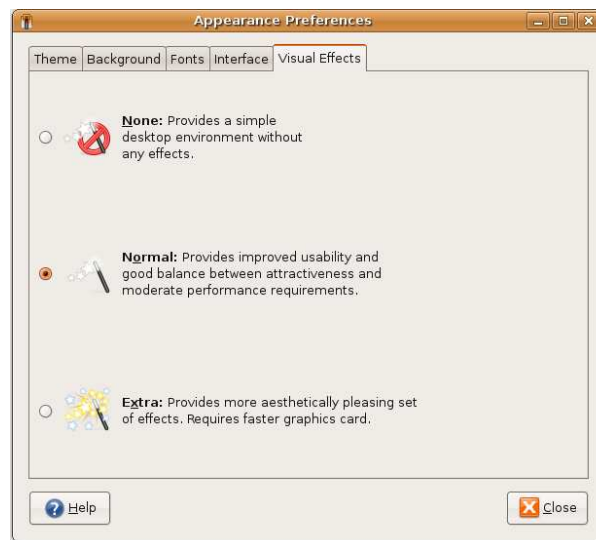 Appearance Preferences
Theme Background Fonts Interface Visual Effects
None: Provides a simple
desktop environment without
any effects.
Normal: Provides improved usability and
good balance between attractiveness and
moderate performance requirements.
Extra: Provides more aesthetically pleasing set
of effects. Requires faster graphics card.
Help Close